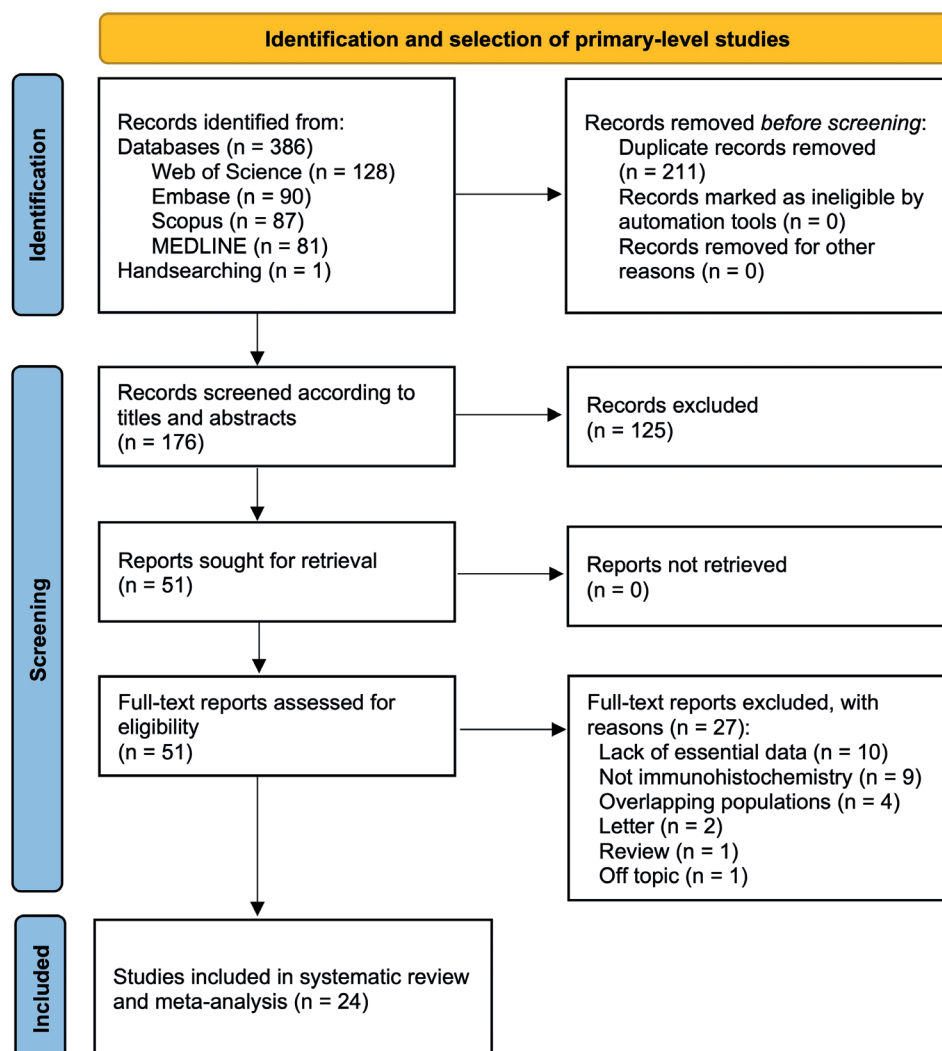 Identification and selection of primary-level studies
Identification
Records identified from:
Databases (n = 386)
Web of Science (n = 128)
Embase (n = 90)
Scopus (n = 87)
MEDLINE (n = 81)
Handsearching (n = 1)
Records removed before screening:
Duplicate records removed
(n = 211)
Records marked as ineligible by
automation tools (n = 0)
Records removed for other
reasons (n = 0)
Screening
Records screened according to
titles and abstracts
(n = 176)
Records excluded
(n = 125)
Reports sought for retrieval
(n = 51)
Reports not retrieved
(n = 0)
Full-text reports assessed for
eligibility
(n = 51)
Full-text reports excluded, with
reasons (n = 27):
Lack of essential data (n = 10)
Not immunohistochemistry (n = 9)
Overlapping populations (n = 4)
Letter (n = 2)
Review (n = 1)
Off topic (n = 1)
Included
Studies included in systematic review
and meta-analysis (n = 24)